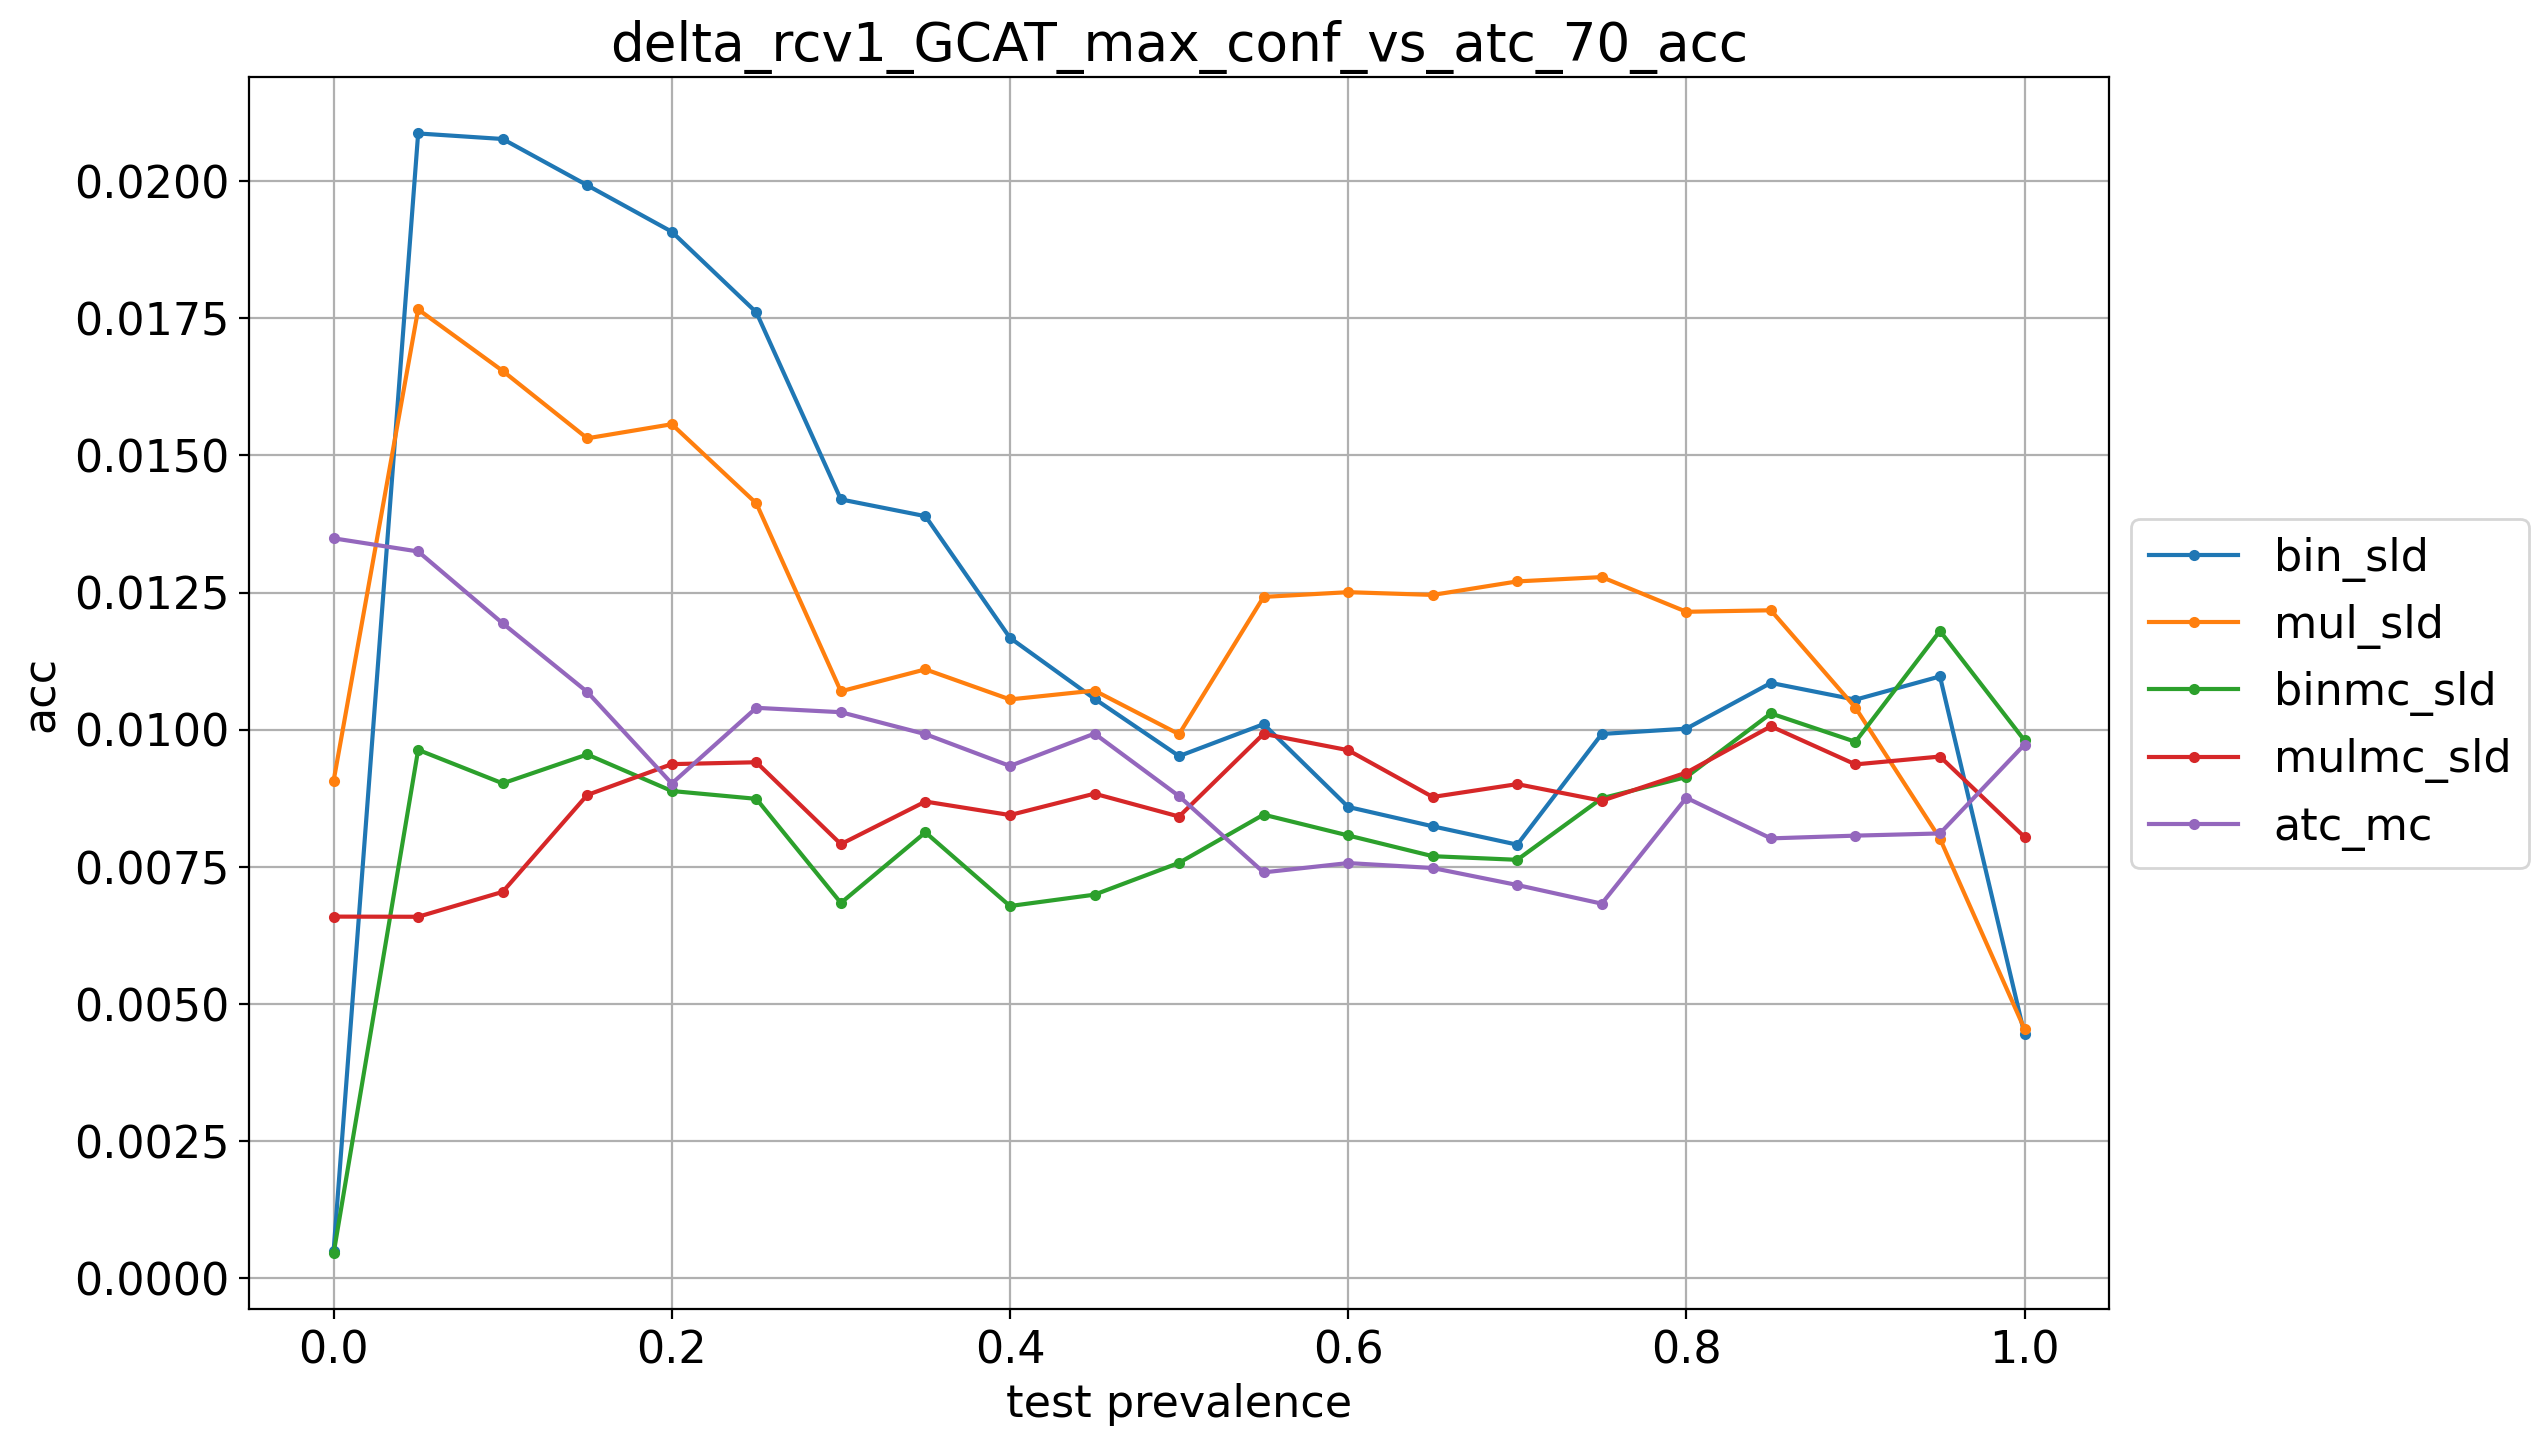 delta_rcv1_GCAT_max_conf_vs_atc_70_acc
0.0200
0.0175
0.0150
0.0125
0.0100
0.0075
0.0050
0.0025
0.0000
acc
0.0 0.2 0.4 0.6 0.8 1.0
test prevalence
bin_sld
mul_sld
binmc_sld
mulmc_sld
atc_mc